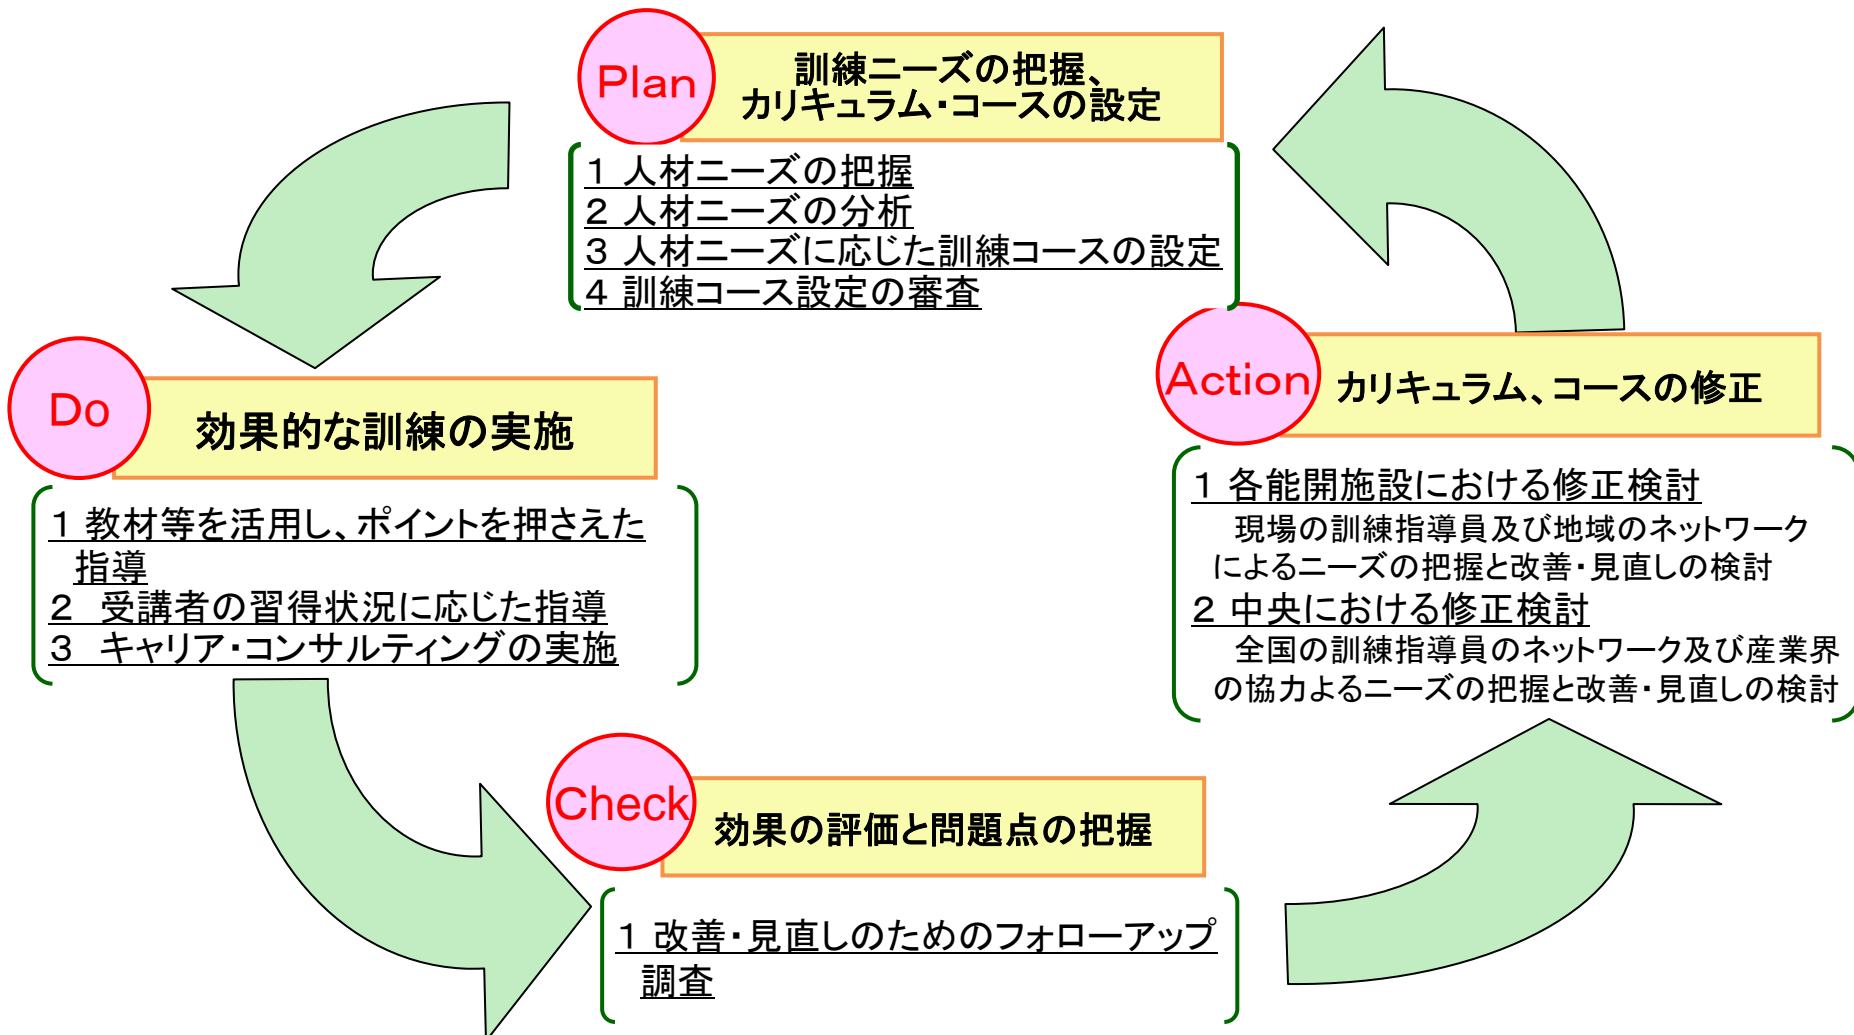 Plan
訓練ニーズの把握、
カリキュラム・コースの設定
1 人材ニーズの把握
2 人材ニーズの分析
3 人材ニーズに応じた訓練コースの設定
4 訓練コース設定の審査
Do
効果的な訓練の実施
1 教材等を活用し、ポイントを押さえた
指導
2 受講者の習得状況に応じた指導
3 キャリア・コンサルティングの実施
Check
効果の評価と問題点の把握
1 改善・見直しのためのフォローアップ
調査
Action
カリキュラム、コースの修正
1 各能開施設における修正検討
現場の訓練指導員及び地域のネットワーク
によるニーズの把握と改善・見直しの検討
2 中央における修正検討
全国の訓練指導員のネットワーク及び産業界
の協力よるニーズの把握と改善・見直しの検討